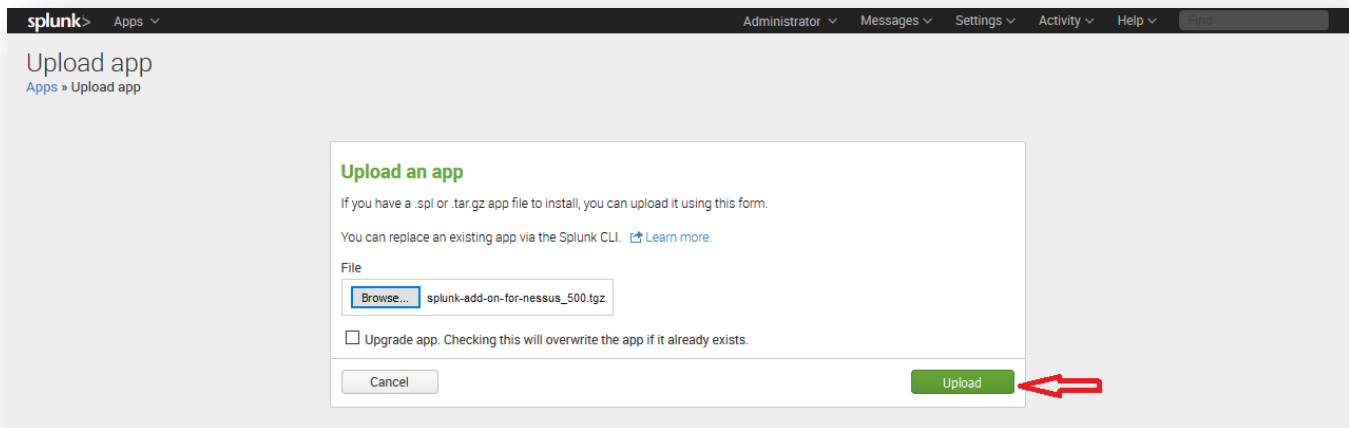 splunk> Apps Administrator Messages Settings Activity Help Find
Upload app
Apps » Upload app
Upload an app
If you have a .spl or .tar.gz app file to install, you can upload it using this form.
You can replace an existing app via the Splunk CLI. Learn more.
File
Browse... splunk-add-on-for-nessus_500.tgz
Upgrade app. Checking this will overwrite the app if it already exists.
Cancel Upload